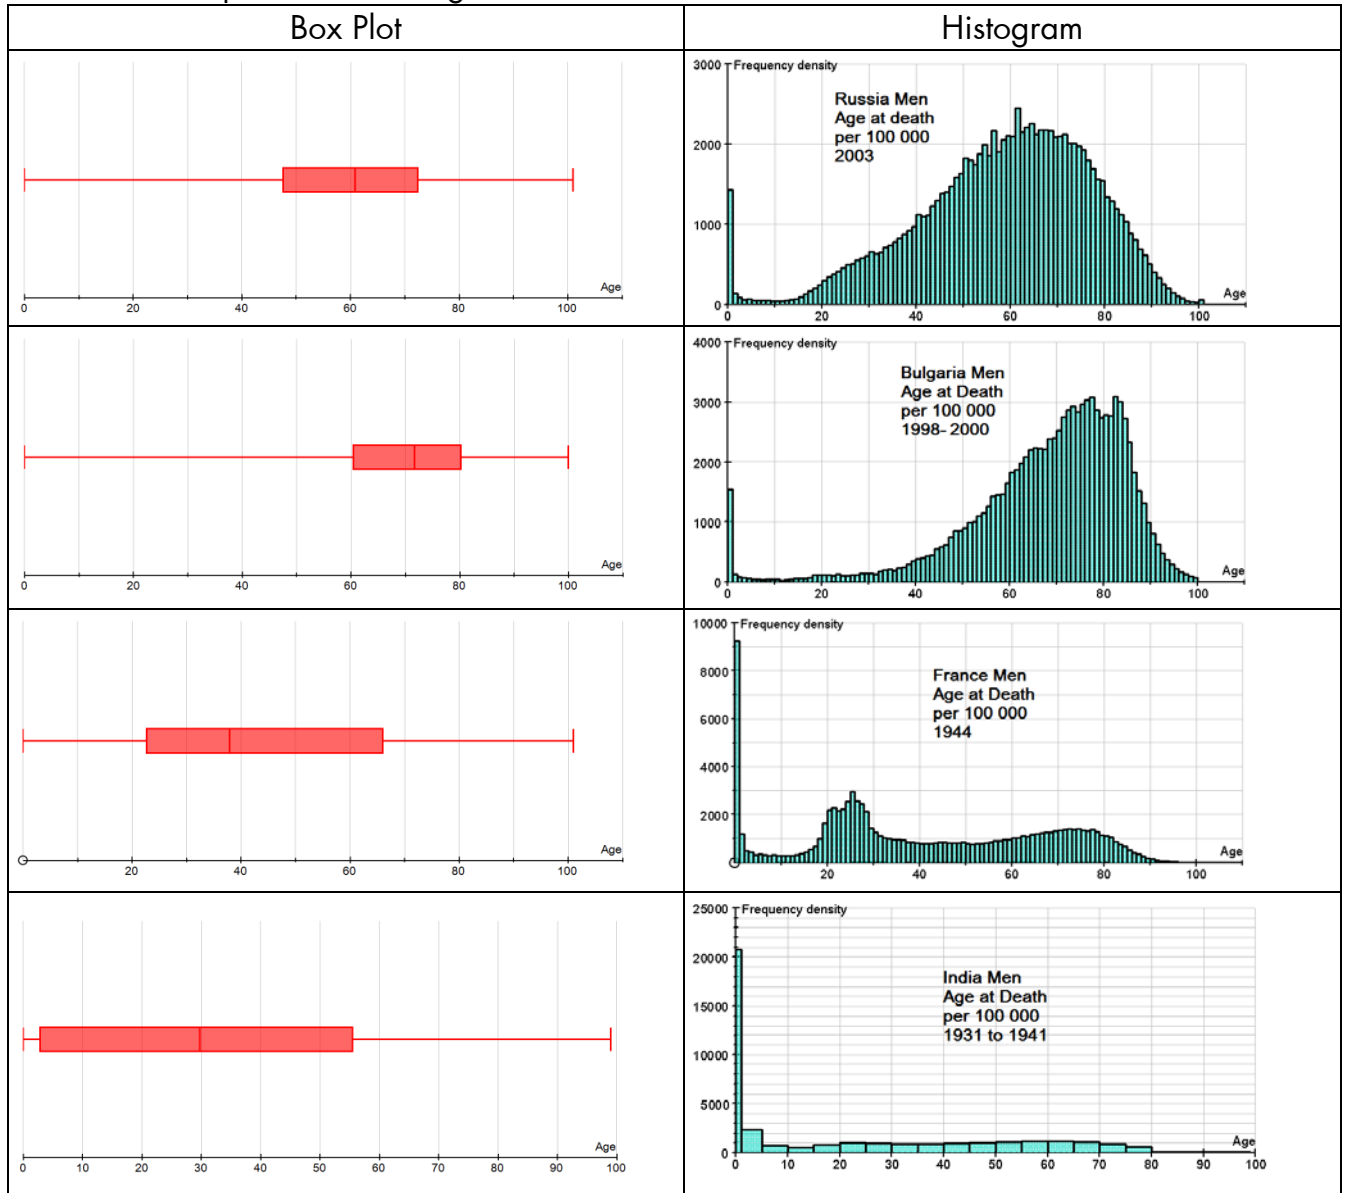 Box Plot
Histogram
Age
0 20 40 60 80 100
3000
Frequency density
Russia Men
Age at death
per 100 000
2003
2000
1000
0
Age
0 20 40 60 80 100
Age
0 20 40 60 80 100
4000
Frequency density
Bulgaria Men
Age at Death
per 100 000
1998-2000
3000
2000
1000
0
Age
0 20 40 60 80 100
Age
20 40 60 80 100
10000
Frequency density
France Men
Age at Death
per 100 000
1944
8000
6000
4000
2000
Age
20 40 60 80 100
Age
0 10 20 30 40 50 60 70 80 90 100
25000
Frequency density
India Men
Age at Death
per 100 000
1931 to 1941
20000
15000
10000
5000
0
Age
0 10 20 30 40 50 60 70 80 90 100